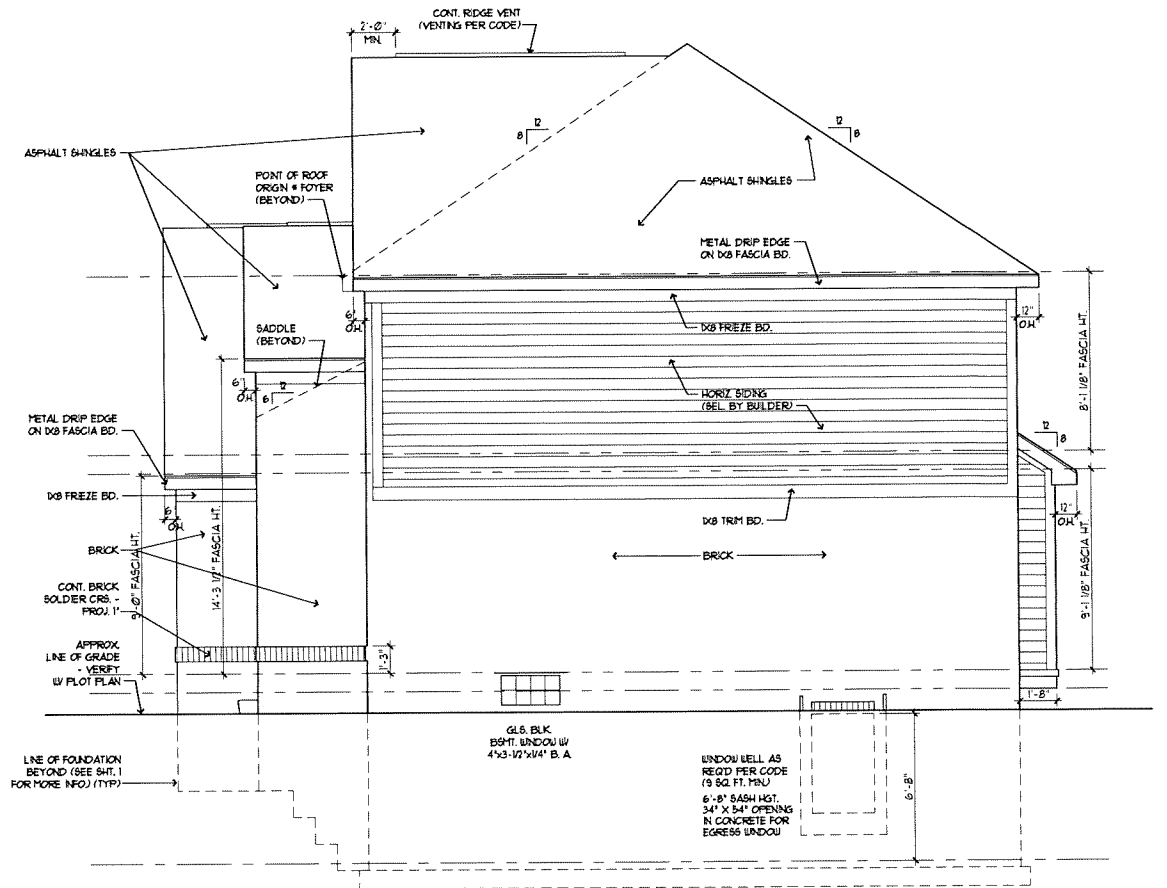 CONT. RIDGE VENT
(VENTING PER CODE)
2'-0"
MIN.
12
8
12
8
ASPHALT SHINGLES
POINT OF ROOF
ORIGIN @ FOYER
(BEYOND)
ASPHALT SHINGLES
METAL DRIP EDGE
ON 1X8 FASCIA BD.
6"
O.H.
12"
O.H.
1X8 FRIEZE BD.
SADDLE
(BEYOND)
8'-1 1/8" FASCIA HT.
6"
O.H.
12
6
HORIZ. SIDING
(SEL. BY BUILDER)
METAL DRIP EDGE
ON 1X8 FASCIA BD.
12
8
1X8 FRIEZE BD.
6
O.H.
1X8 TRIM BD.
12"
O.H.
BRICK
BRICK
9'-0" FASCIA HT.
14'-3 1/2" FASCIA HT.
9'-1 1/8" FASCIA HT.
CONT. BRICK
SOLDIER CRS. -
PROJ. 1"
1'-3"
APPROX.
LINE OF GRADE
- VERIFY
W/ PLOT PLAN
1'-8"
GLS. BLK.
BSMT. WINDOW W/
4"x3-1/2"x1/4" B. A.
LINE OF FOUNDATION
BEYOND (SEE SHT. 1
FOR MORE INFO.) (TYP.)
WINDOW WELL AS
REQ'D PER CODE
(9 SQ. FT. MIN.)
6'-8" SASH HGT.
34" X 54" OPENING
IN CONCRETE FOR
EGRESS WINDOW
6'-8"